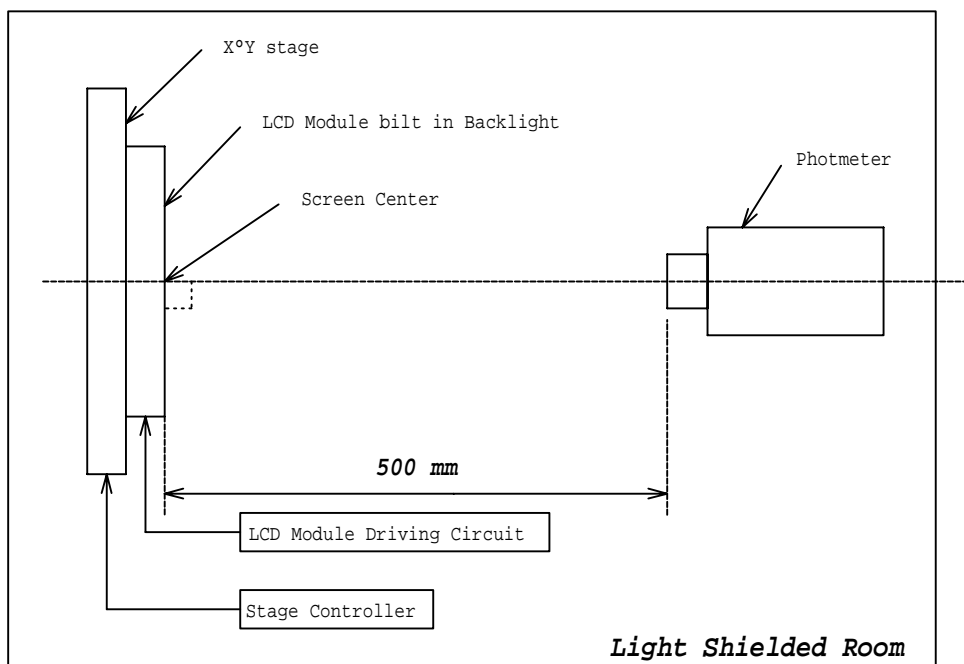 X°Y stage
LCD Module bilt in Backlight
Photmeter
Screen Center
500 mm
LCD Module Driving Circuit
Stage Controller
Light Shielded Room